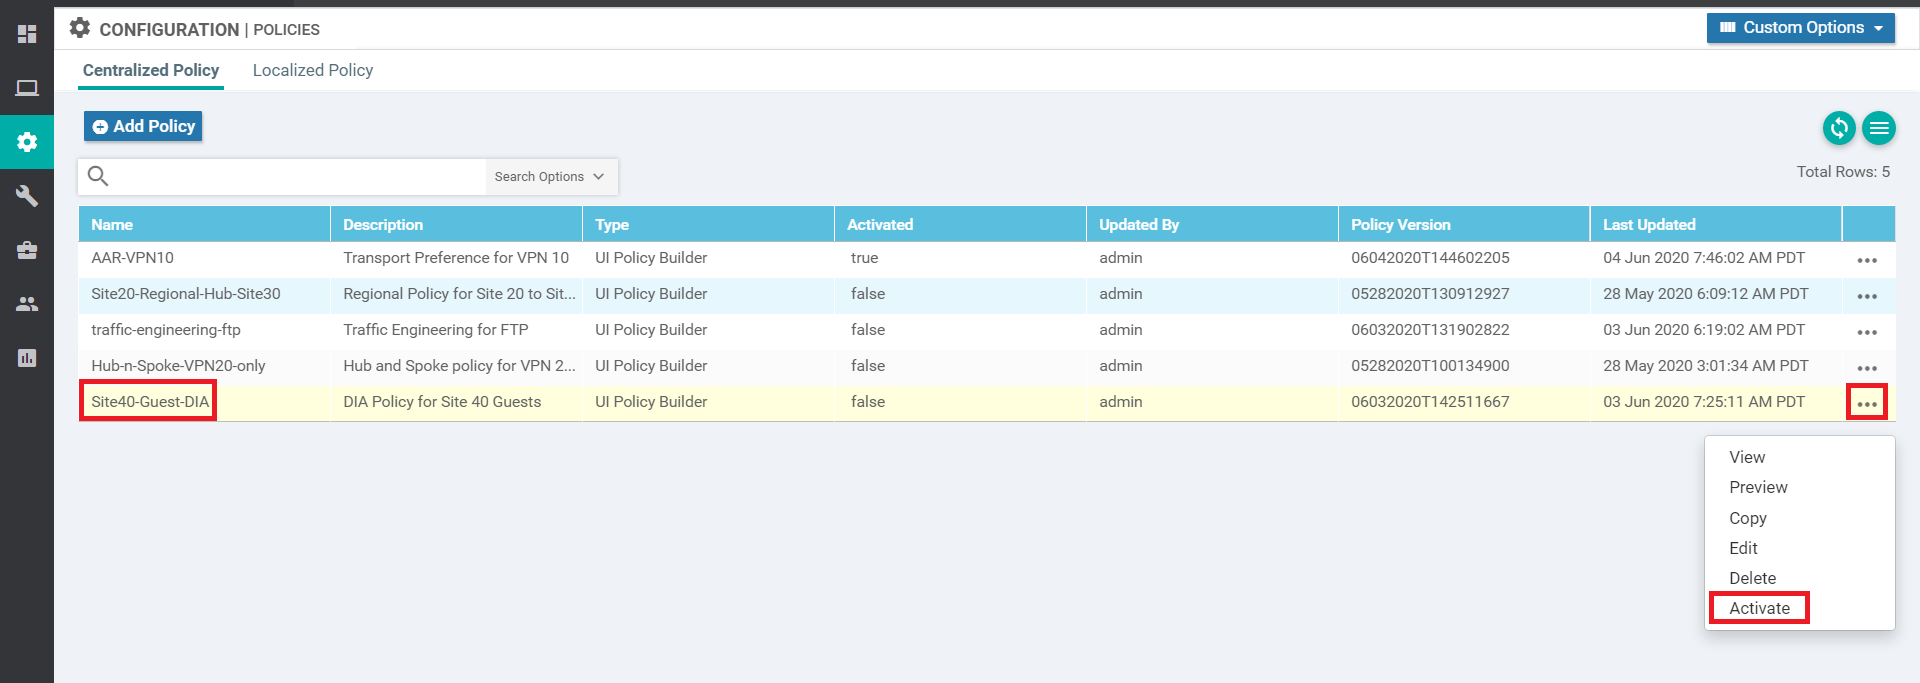 CONFIGURATION | POLICIES
Custom Options
Centralized Policy Localized Policy
Add Policy
Search Options
Total Rows: 5
Name Description Type Activated Updated By Policy Version Last Updated
AAR-VPN10 Transport Preference for VPN 10 UI Policy Builder true admin 06042020T144602205 04 Jun 2020 7:46:02 AM PDT
Site20-Regional-Hub-Site30 Regional Policy for Site 20 to Sit... UI Policy Builder false admin 05282020T130912927 28 May 2020 6:09:12 AM PDT
traffic-engineering-ftp Traffic Engineering for FTP UI Policy Builder false admin 06032020T131902822 03 Jun 2020 6:19:02 AM PDT
Hub-n-Spoke-VPN20-only Hub and Spoke policy for VPN 2... UI Policy Builder false admin 05282020T100134900 28 May 2020 3:01:34 AM PDT
Site40-Guest-DIA DIA Policy for Site 40 Guests UI Policy Builder false admin 06032020T142511667 03 Jun 2020 7:25:11 AM PDT
View
Preview
Copy
Edit
Delete
Activate